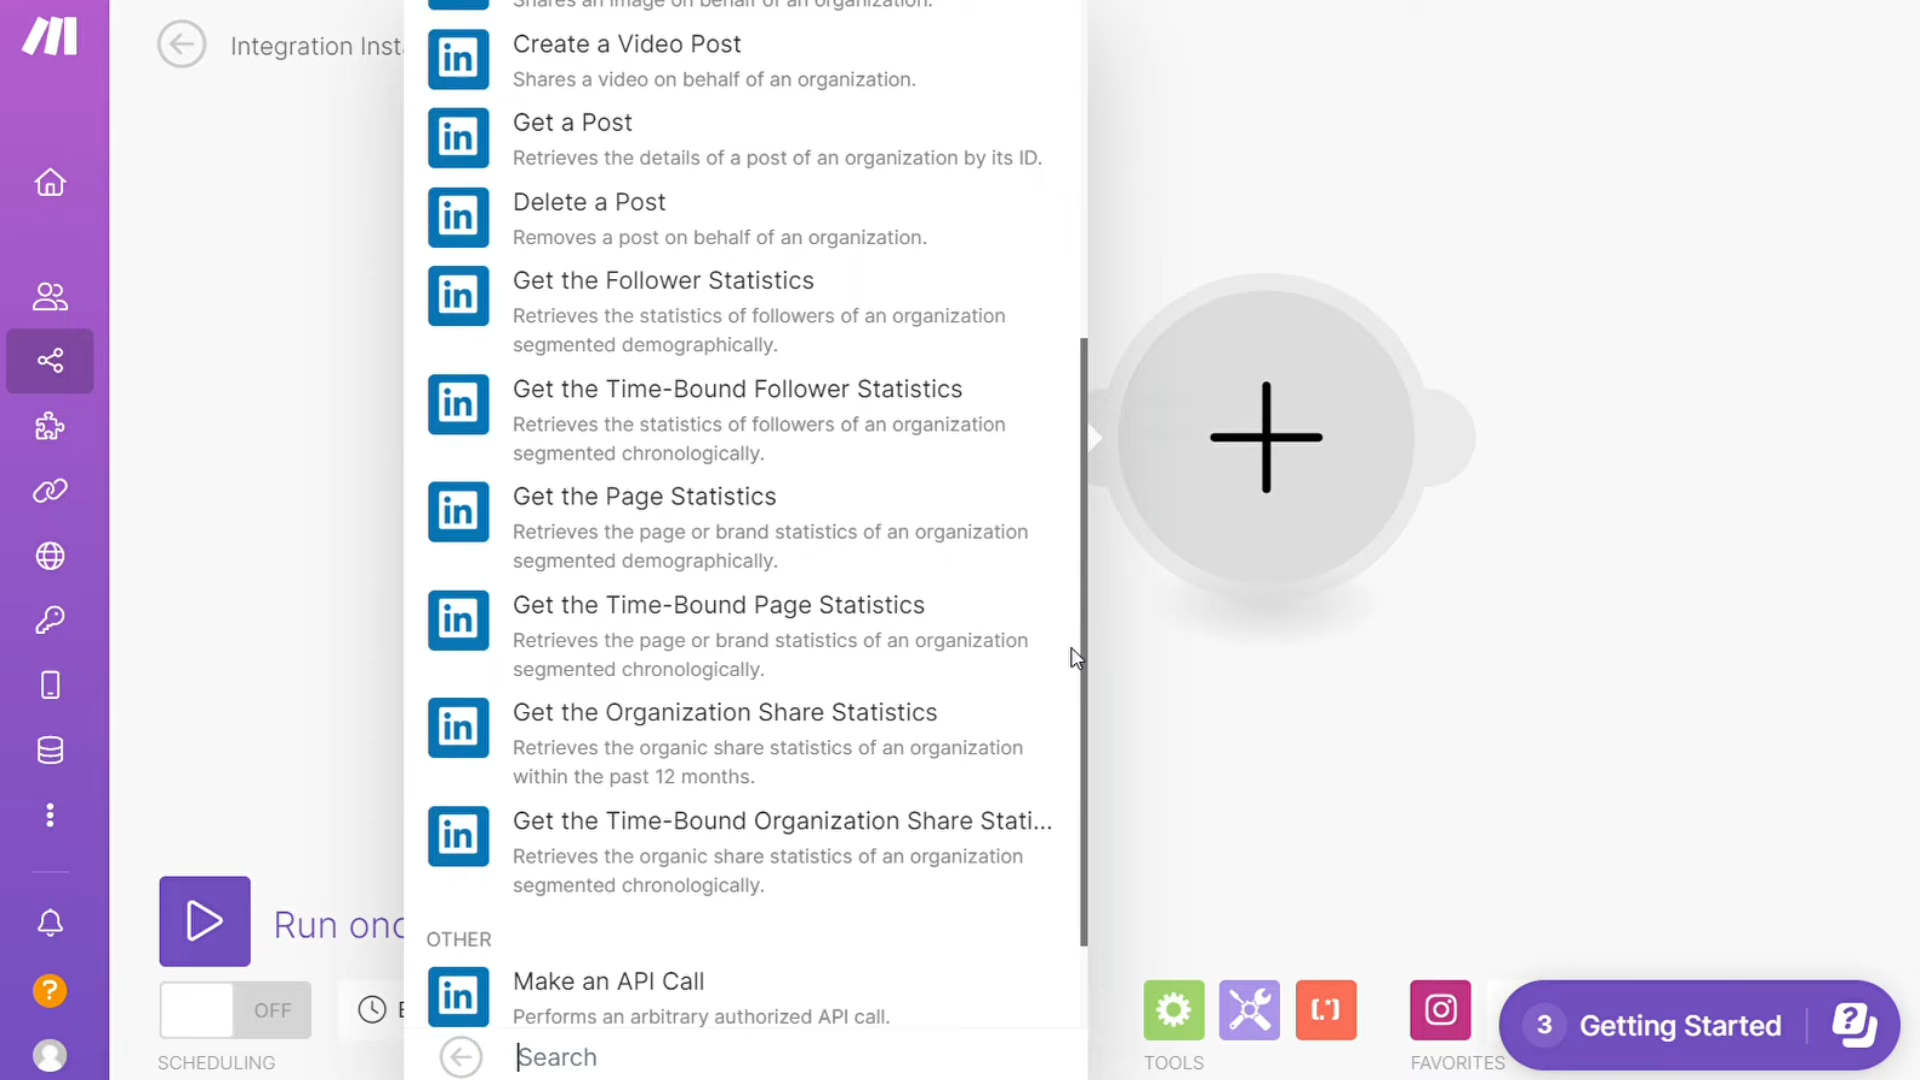 Shares an image on behalf of an organization.
Integration Inst
Create a Video Post
Shares a video on behalf of an organization.
Get a Post
Retrieves the details of a post of an organization by its ID.
Delete a Post
Removes a post on behalf of an organization.
Get the Follower Statistics
Retrieves the statistics of followers of an organization
segmented demographically.
Get the Time-Bound Follower Statistics
Retrieves the statistics of followers of an organization
segmented chronologically.
Get the Page Statistics
Retrieves the page or brand statistics of an organization
segmented demographically.
Get the Time-Bound Page Statistics
Retrieves the page or brand statistics of an organization
segmented chronologically.
Get the Organization Share Statistics
Retrieves the organic share statistics of an organization
within the past 12 months.
Get the Time-Bound Organization Share Stati...
Retrieves the organic share statistics of an organization
segmented chronologically.
Run onc
OTHER
Make an API Call
Performs an arbitrary authorized API call.
OFF
E
SCHEDULING
Search
TOOLS
FAVORITES
3 Getting Started